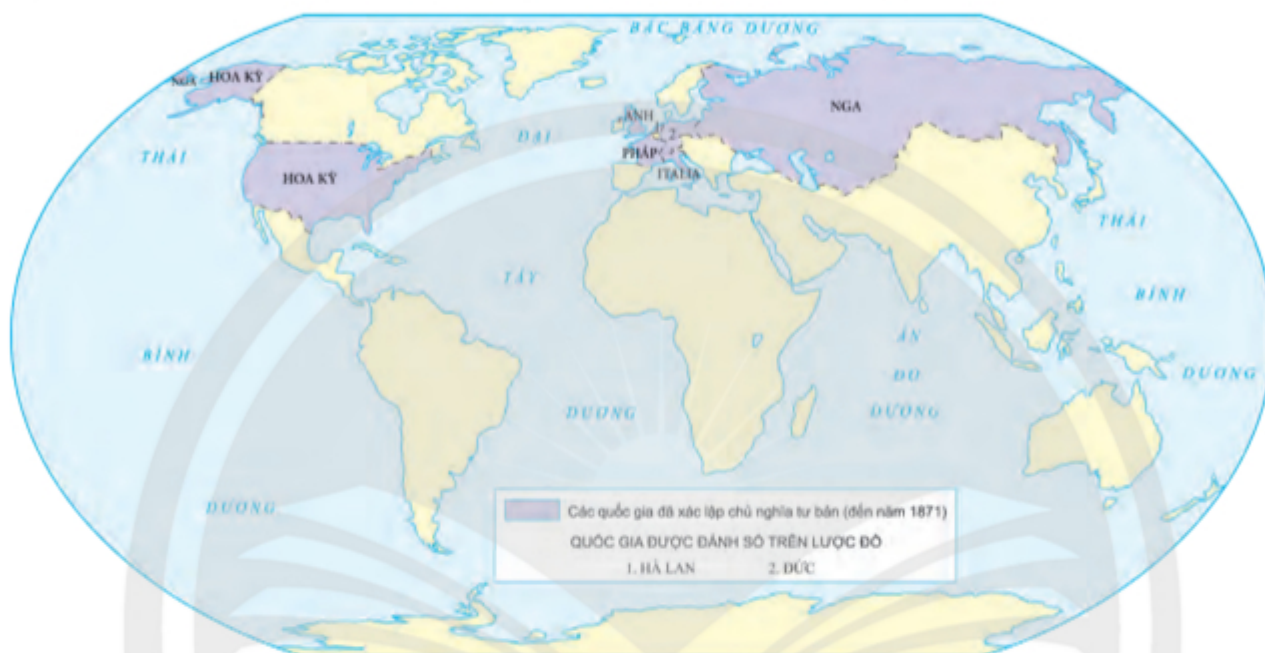 BẮC BĂNG DƯƠNG
NGA
HOA KỲ
NGA
ANH
ĐẠI
1
2
THÁI
PHÁP
ITALIA
HOA KỲ
THÁI
TÂY
BÌNH
ẤN
BÌNH
ĐỘ
DƯƠNG
DƯƠNG
DƯƠNG
DƯƠNG
Các quốc gia đã xác lập chủ nghĩa tư bản (đến năm 1871)
QUỐC GIA ĐƯỢC ĐÁNH SỐ TRÊN LƯỢC ĐỒ
1. HÀ LAN 2. ĐỨC